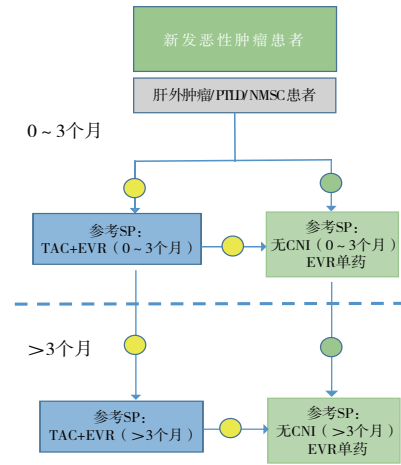 新发恶性肿瘤患者
肝外肿瘤/PTLD/NMSC患者
0～3个月
参考SP:
TAC+EVR（0～3个月）
参考SP:
无CNI（0～3个月）
EVR单药
>3个月
参考SP:
TAC+EVR（>3个月）
参考SP:
无CNI（>3个月）
EVR单药